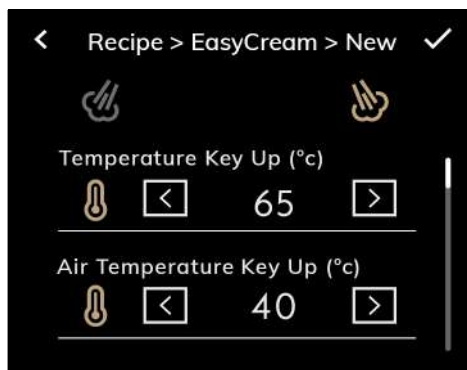 Recipe > EasyCream > New
Temperature Key Up (°c)
65
Air Temperature Key Up (°c)
40